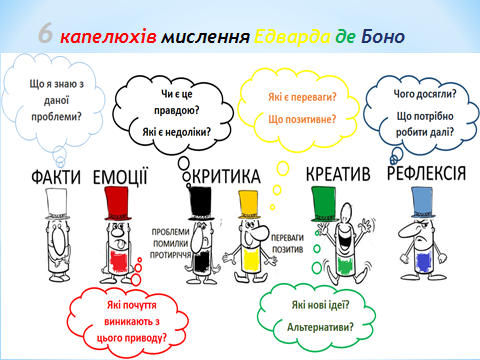 6 капелюхів мислення Едварда де Боно
Що я знаю з
даної
проблеми?
Чи є це
правдою?
Які є недоліки?
Які є переваги?
Що позитивне?
Чого досягли?
Що потрібно
робити далі?
ФАКТИ ЕМОЦІЇ КРИТИКА КРЕАТИВ РЕФЛЕКСІЯ
ПРОБЛЕМИ
ПОМИЛКИ
ПРОТИРІЧЧЯ
ПЕРЕВАГИ
ПОЗИТИВ
Які почуття
виникають з
цього приводу?
Які нові ідеї?
Альтернативи?